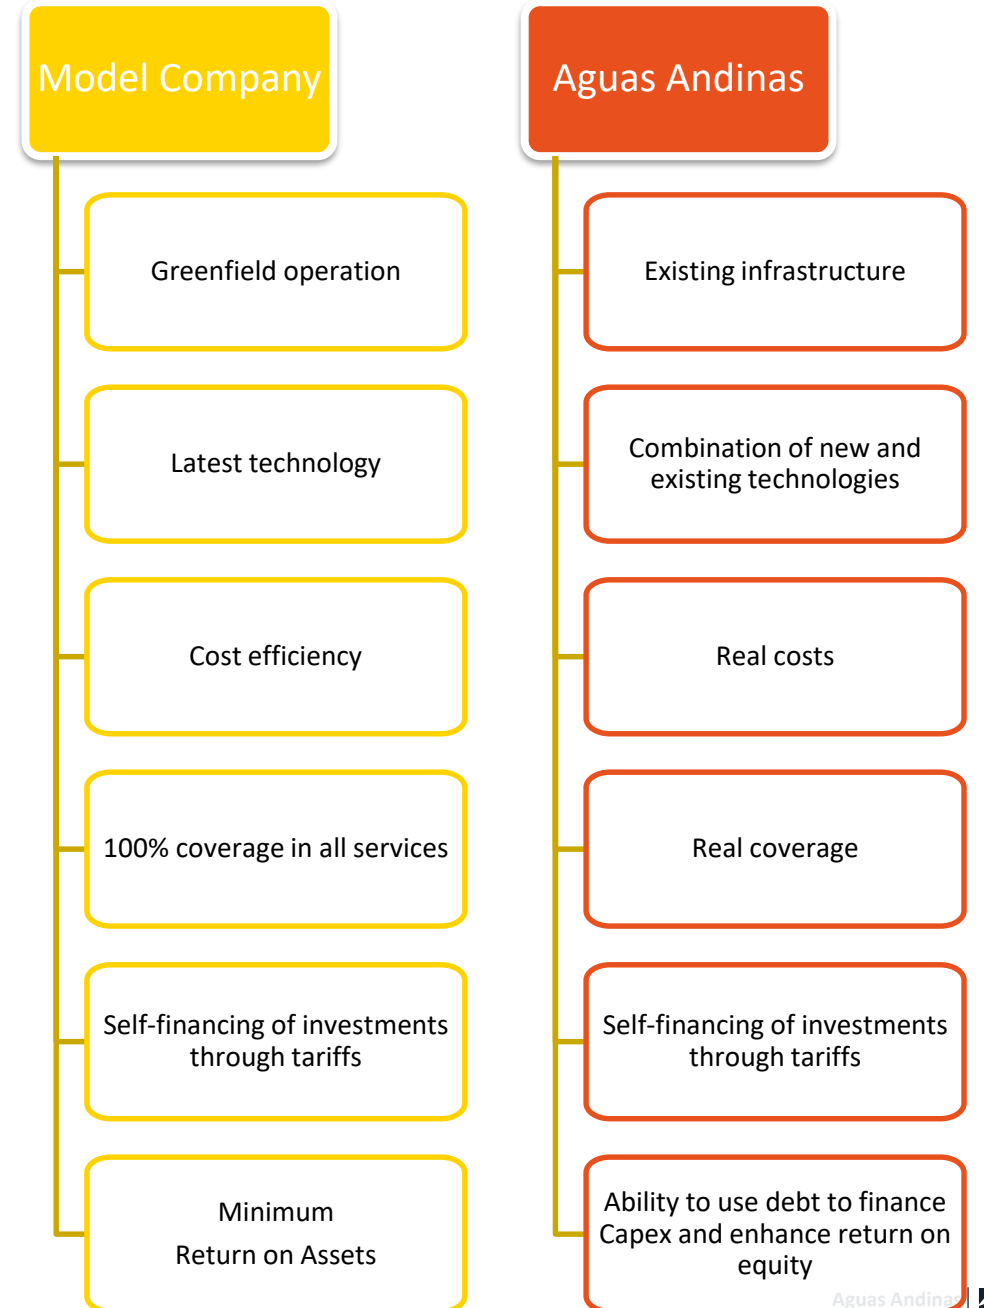 Model Company
Aguas Andinas
Greenfield operation
Existing infrastructure
Latest technology
Combination of new and
existing technologies
Cost efficiency
Real costs
100% coverage in all services
Real coverage
Self-financing of investments
through tariffs
Self-financing of investments
through tariffs
Minimum
Return on Assets
Ability to use debt to finance
Capex and enhance return on
equity
Aguas Andinas